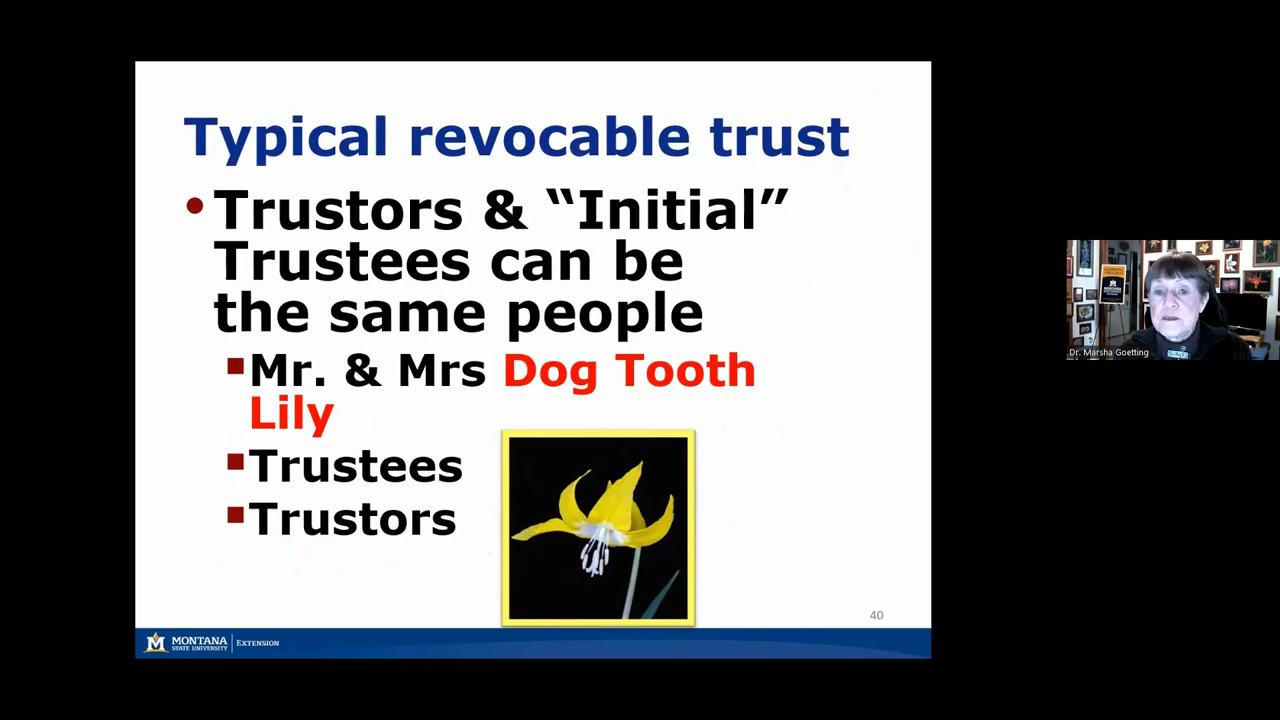 Typical revocable trust
• Trustors & “Initial”
Trustees can be
the same people
▪Mr. & Mrs Dog Tooth
Lily
▪Trustees
▪Trustors
40
MONTANA
STATE UNIVERSITY
EXTENSION
MONTANA
Dr. Marsha Goetting